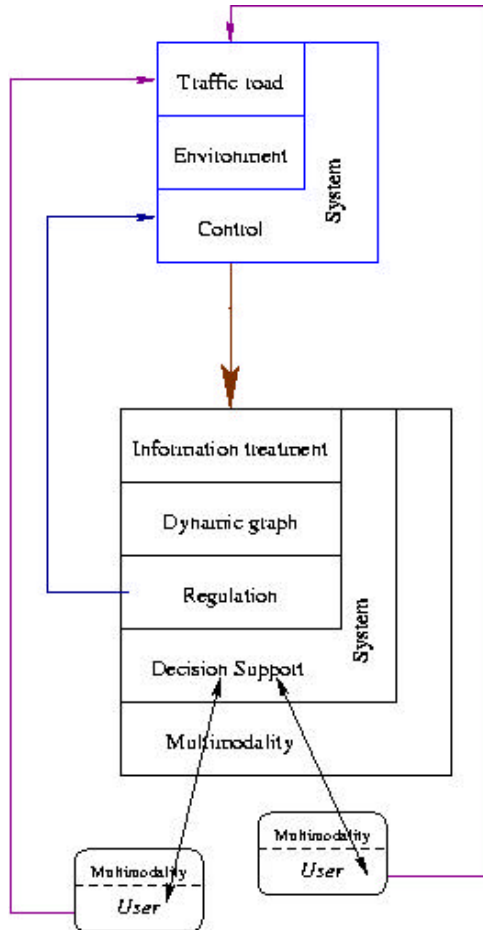 Traffic road
Environment
System
Control
Information treatment
Dynamic graph
Regulation
System
Decision Support
Multimodality
Multimodality
User
Multimodality
User